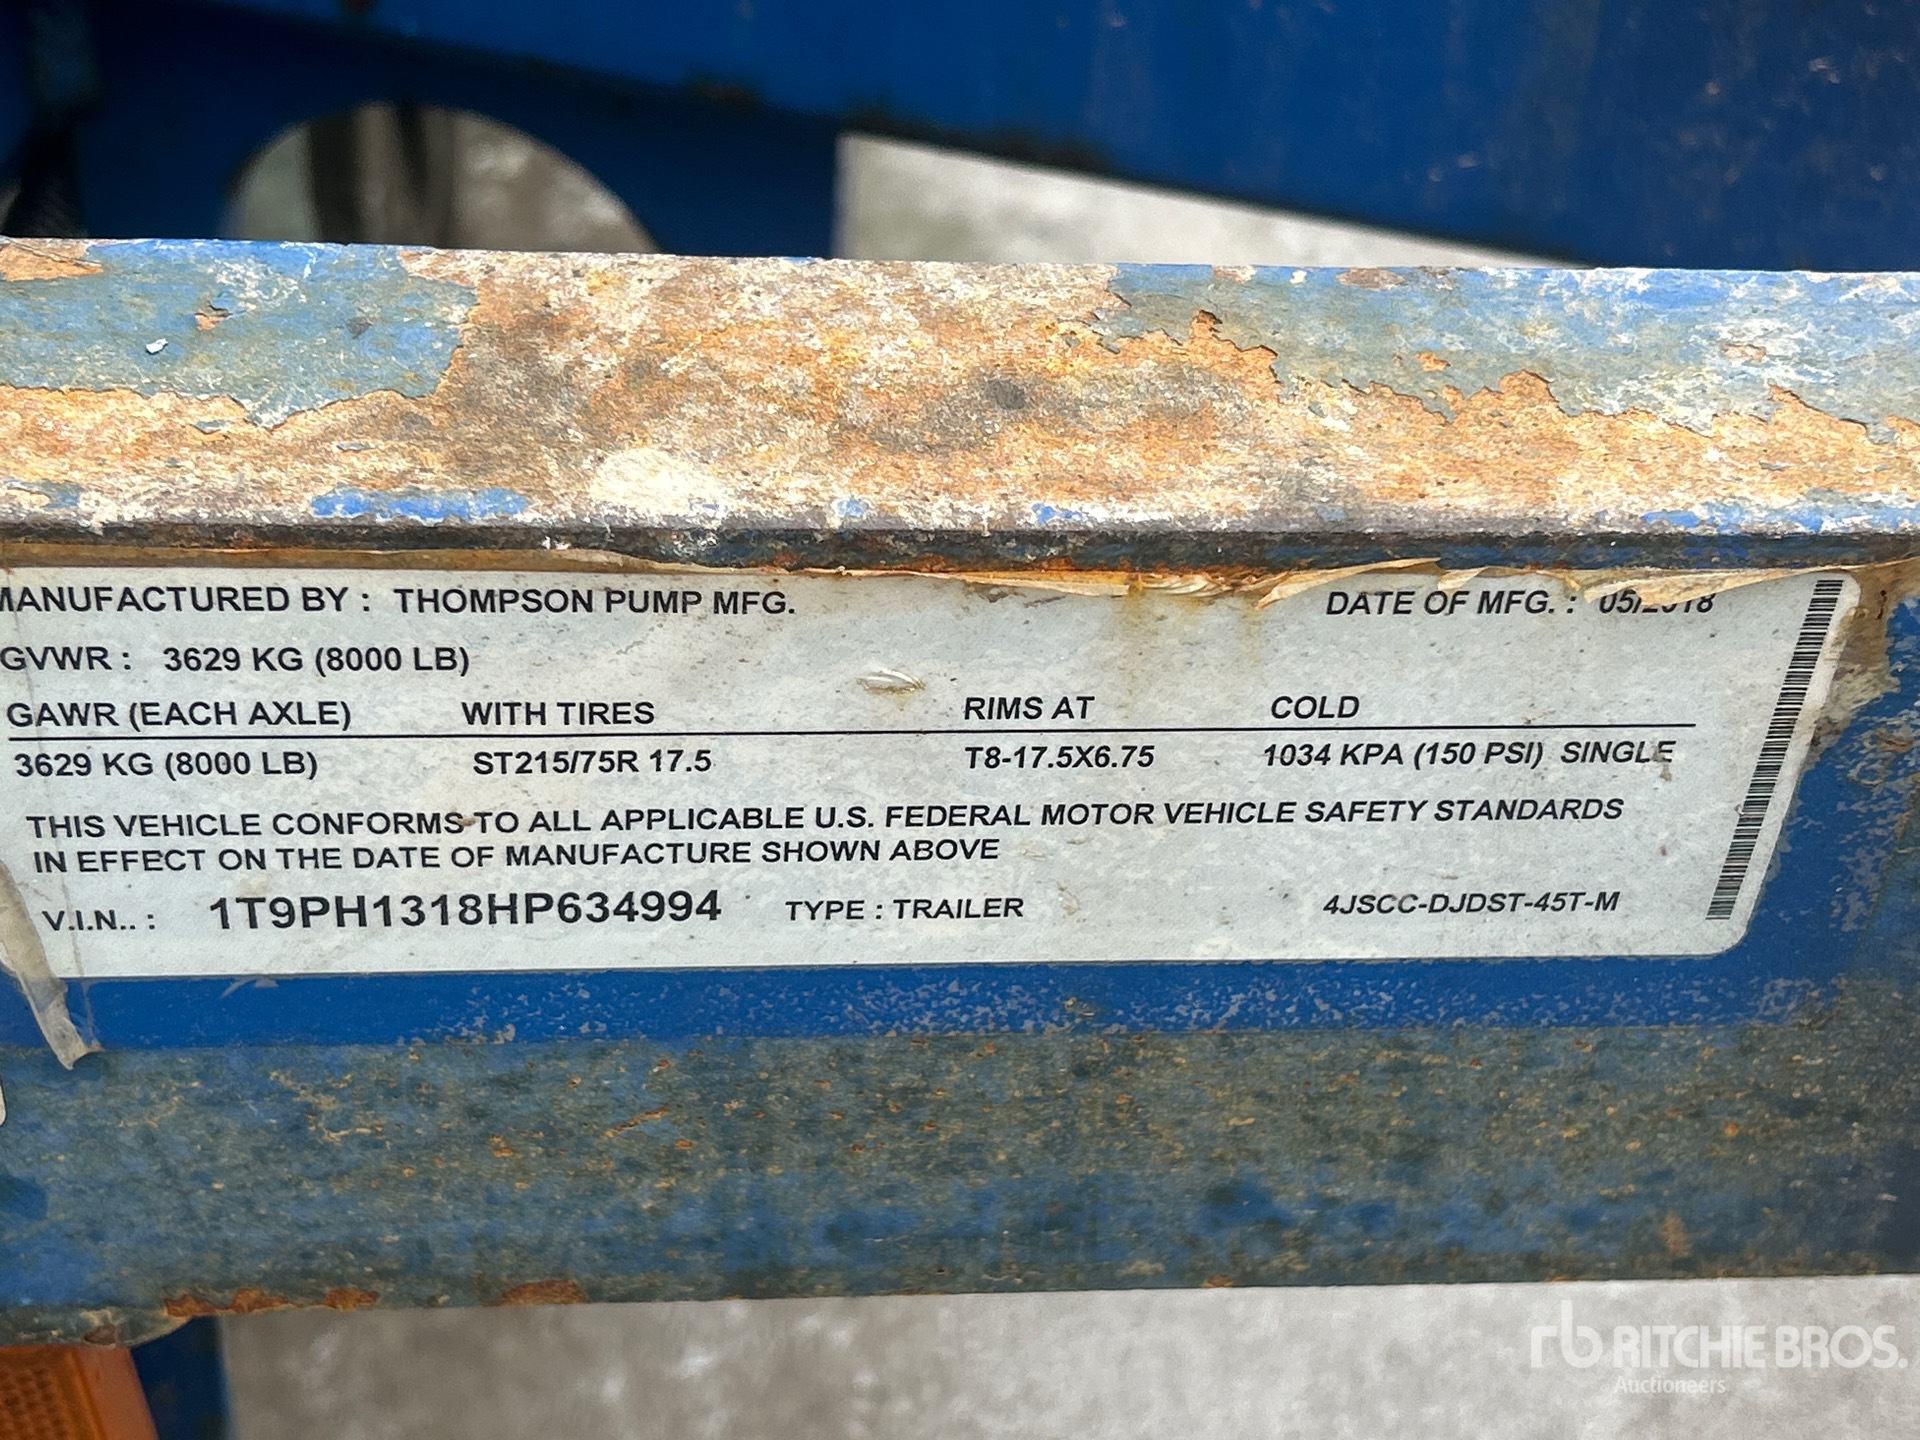 MANUFACTURED BY : THOMPSON PUMP MFG. DATE OF MFG. : 05/2018
GVWR : 3629 KG (8000 LB)
GAWR (EACH AXLE) WITH TIRES RIMS AT COLD
3629 KG (8000 LB) ST215/75R 17.5 T8-17.5X6.75 1034 KPA (150 PSI) SINGLE
THIS VEHICLE CONFORMS TO ALL APPLICABLE U.S. FEDERAL MOTOR VEHICLE SAFETY STANDARDS
IN EFFECT ON THE DATE OF MANUFACTURE SHOWN ABOVE
V.I.N.. : 1T9PH1318HP634994 TYPE : TRAILER 4JSCC-DJDST-45T-M
rb RITCHIE BROS.
Auctioneers